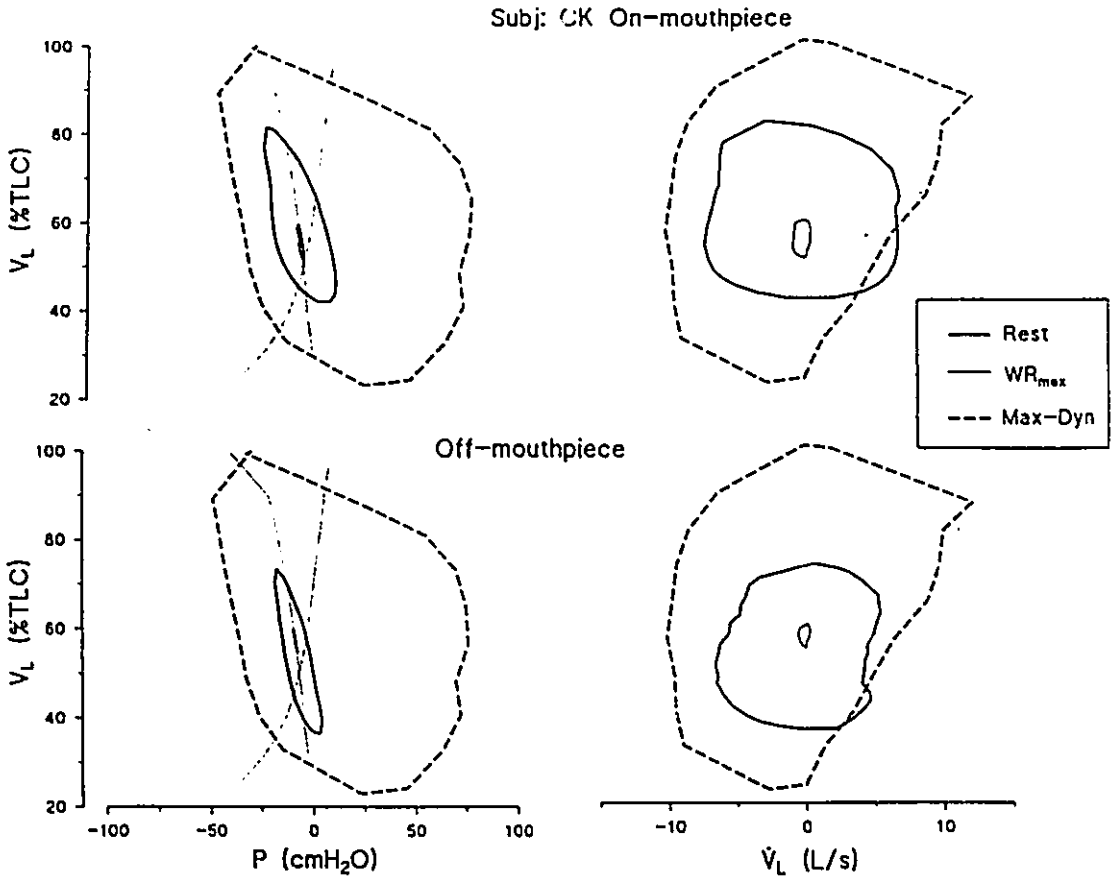 Subj: CK On-mouthpiece
100
80
60
40
20
V_L (%TLC)
Rest
WR_max
Max-Dyn
Off-mouthpiece
100
80
60
40
20
V_L (%TLC)
-100 -50 0 50 100
P (cmH₂O)
-10 0 10
V̇_L (L/s)